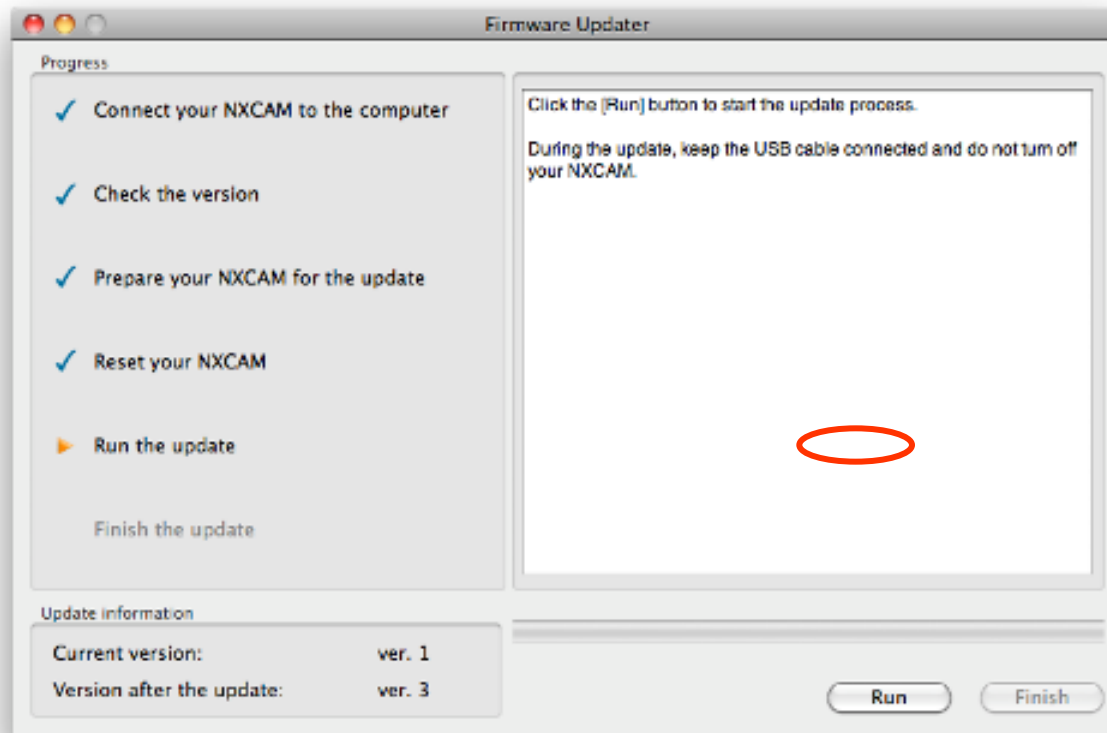 Firmware Updater
Progress
Connect your NXCAM to the computer
Check the version
Prepare your NXCAM for the update
Reset your NXCAM
Run the update
Finish the update
Click the [Run] button to start the update process.
During the update, keep the USB cable connected and do not turn off
your NXCAM.
Update information
Current version: ver. 1
Version after the update: ver. 3
Run
Finish